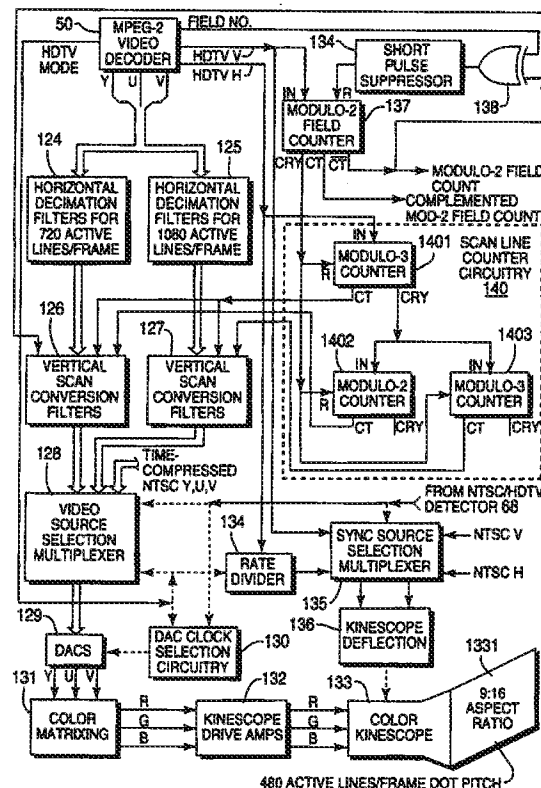 50
MPEG-2
VIDEO
DECODER
Y U V
HDTV
MODE
FIELD NO.
HDTV V
HDTV H
134
SHORT
PULSE
SUPPRESSOR
138
IN R
MODULO-2
FIELD
COUNTER
137
CRY CT CT
MODULO-2 FIELD
COUNT
COMPLEMENTED
MOD-2 FIELD COUNT
124
HORIZONTAL
DECIMATION
FILTERS FOR
720 ACTIVE
LINES/FRAME
125
HORIZONTAL
DECIMATION
FILTERS FOR
1080 ACTIVE
LINES/FRAME
SCAN LINE
COUNTER
CIRCUITRY
140
IN
MODULO-3
COUNTER
1401
R
CT CRY
126
VERTICAL
SCAN
CONVERSION
FILTERS
127
VERTICAL
SCAN
CONVERSION
FILTERS
1402
IN
MODULO-2
COUNTER
R
CT CRY
1403
IN
MODULO-3
COUNTER
CT CRY
128
VIDEO
SOURCE
SELECTION
MULTIPLEXER
TIME-
COMPRESSED
NTSC Y,U,V
FROM NTSC/HDTV
DETECTOR 68
134
RATE
DIVIDER
SYNC SOURCE
SELECTION
MULTIPLEXER
135
NTSC V
NTSC H
129
DACS
Y U V
DAC CLOCK
SELECTION
CIRCUITRY
130
136
KINESCOPE
DEFLECTION
131
COLOR
MATRIXING
R
G
B
132
KINESCOPE
DRIVE AMPS
R
G
B
133
COLOR
KINESCOPE
1331
9:16
ASPECT
RATIO
480 ACTIVE LINES/FRAME DOT PITCH